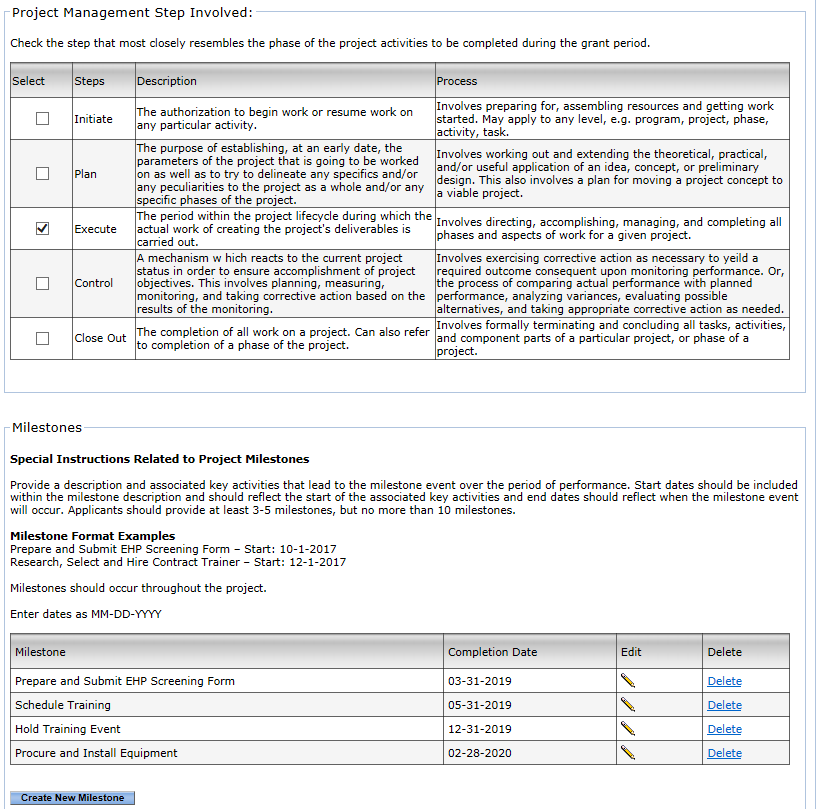 Project Management Step Involved:
Check the step that most closely resembles the phase of the project activities to be completed during the grant period.
Select Steps Description Process
Initiate
The authorization to begin work or resume work on
any particular activity.
Involves preparing for, assembling resources and getting work
started. May apply to any level, e.g. program, project, phase,
activity, task.
Plan
The purpose of establishing, at an early date, the
parameters of the project that is going to be worked
on as well as to try to delineate any specifics and/or
any peculiarities to the project as a whole and/or any
specific phases of the project.
Involves working out and extending the theoretical, practical,
and/or useful application of an idea, concept, or preliminary
design. This also involves a plan for moving a project concept to
a viable project.
Execute
The period within the project lifecycle during which the
actual work of creating the project's deliverables is
carried out.
Involves directing, accomplishing, managing, and completing all
phases and aspects of work for a given project.
Control
A mechanism w hich reacts to the current project
status in order to ensure accomplishment of project
objectives. This involves planning, measuring,
monitoring, and taking corrective action based on the
results of the monitoring.
Involves exercising corrective action as necessary to yeild a
required outcome consequent upon monitoring performance. Or,
the process of comparing actual performance with planned
performance, analyzing variances, evaluating possible
alternatives, and taking appropriate corrective action as needed.
Close Out
The completion of all work on a project. Can also refer
to completion of a phase of the project.
Involves formally terminating and concluding all tasks, activities,
and component parts of a particular project, or phase of a
project.
Milestones
Special Instructions Related to Project Milestones
Provide a description and associated key activities that lead to the milestone event over the period of performance. Start dates should be included
within the milestone description and should reflect the start of the associated key activities and end dates should reflect when the milestone event
will occur. Applicants should provide at least 3-5 milestones, but no more than 10 milestones.
Milestone Format Examples
Prepare and Submit EHP Screening Form – Start: 10-1-2017
Research, Select and Hire Contract Trainer – Start: 12-1-2017
Milestones should occur throughout the project.
Enter dates as MM-DD-YYYY
Milestone Completion Date Edit Delete
Prepare and Submit EHP Screening Form 03-31-2019 Delete
Schedule Training 05-31-2019 Delete
Hold Training Event 12-31-2019 Delete
Procure and Install Equipment 02-28-2020 Delete
Create New Milestone